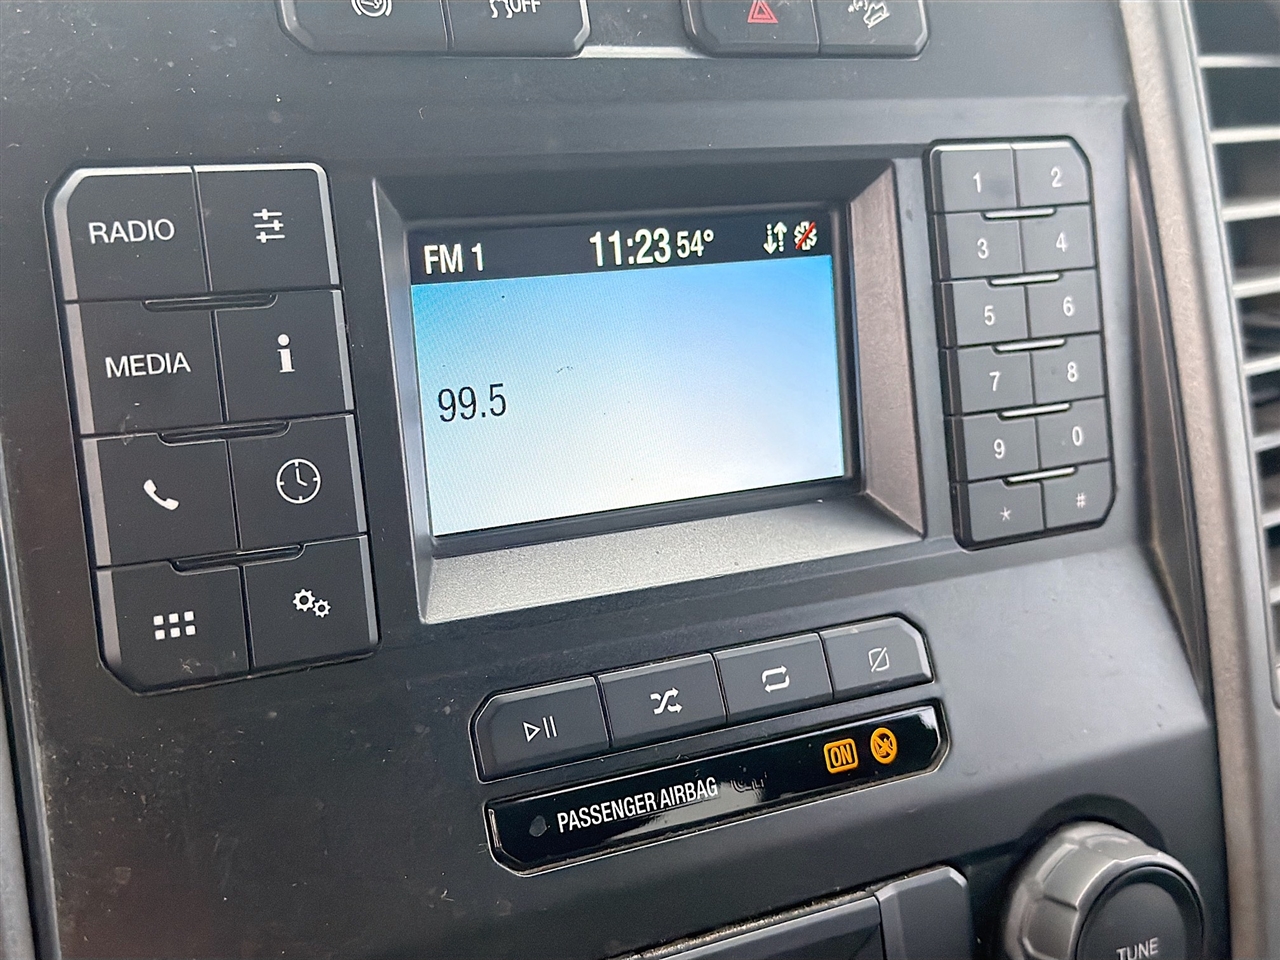 OFF
RADIO
MEDIA
i
FM 1
11:23 54°
99.5
1
2
3
4
5
6
7
8
9
0
*
#
PASSENGER AIRBAG
ON
TUNE